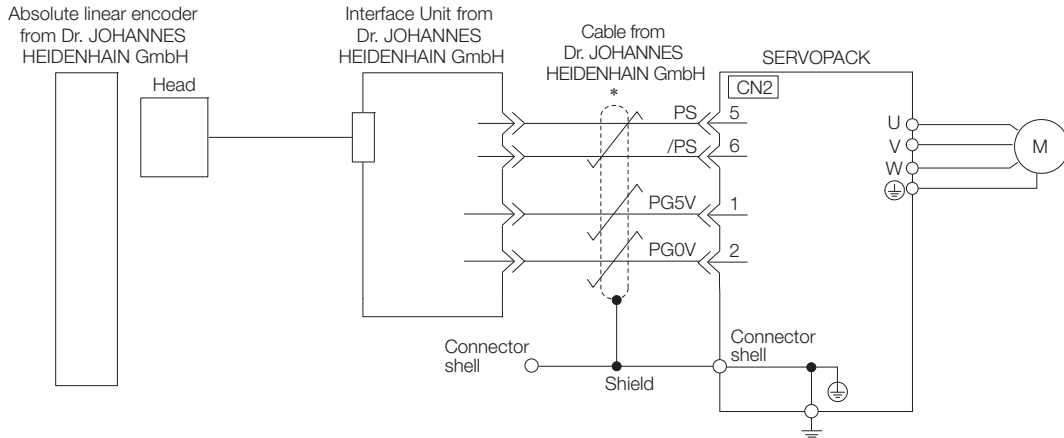 Absolute linear encoder
from Dr. JOHANNES
HEIDENHAIN GmbH
Interface Unit from
Dr. JOHANNES
HEIDENHAIN GmbH
Cable from
Dr. JOHANNES
HEIDENHAIN GmbH
*
SERVOPACK
Head
CN2
PS
5
/PS
6
PG5V
1
PG0V
2
U
V
W
M
Connector
shell
Shield
Connector
shell